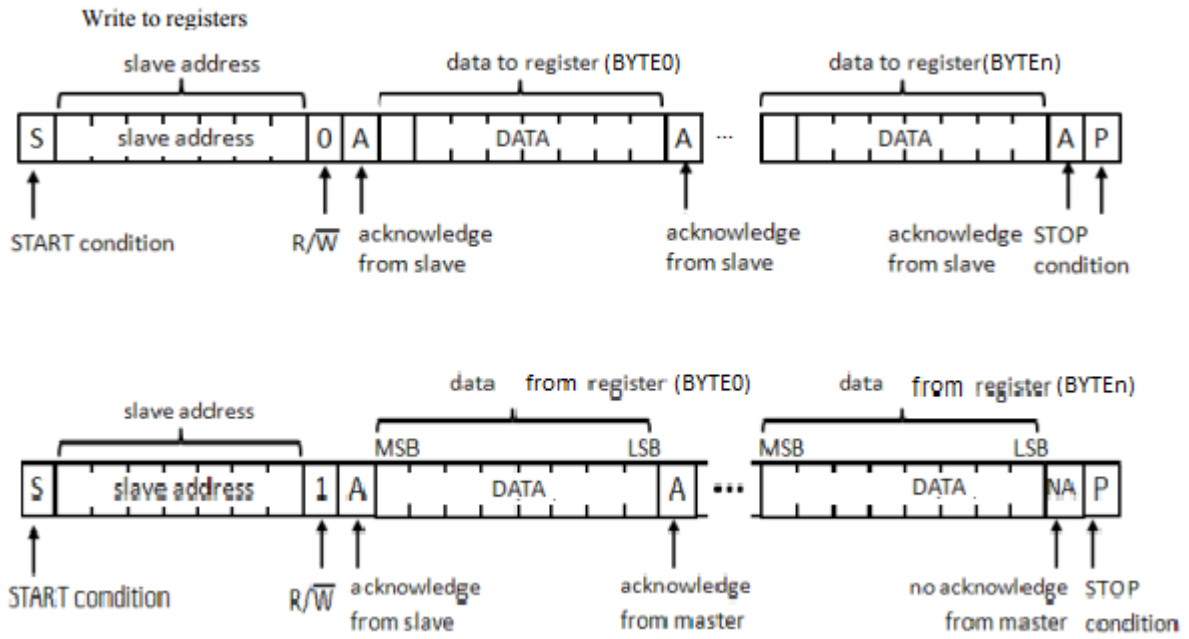 Write to registers
slave address
data to register (BYTE0)
data to register(BYTEn)
S slave address 0 A DATA A ... DATA A P
START condition
R/W̅
acknowledge
from slave
acknowledge
from slave
acknowledge
from slave
STOP
condition
slave address
data from register (BYTE0)
data from register (BYTEn)
MSB LSB MSB LSB
S slave address 1 A DATA A ... DATA NA P
START condition
R/W̅
acknowledge
from slave
acknowledge
from master
no acknowledge
from master
STOP
condition